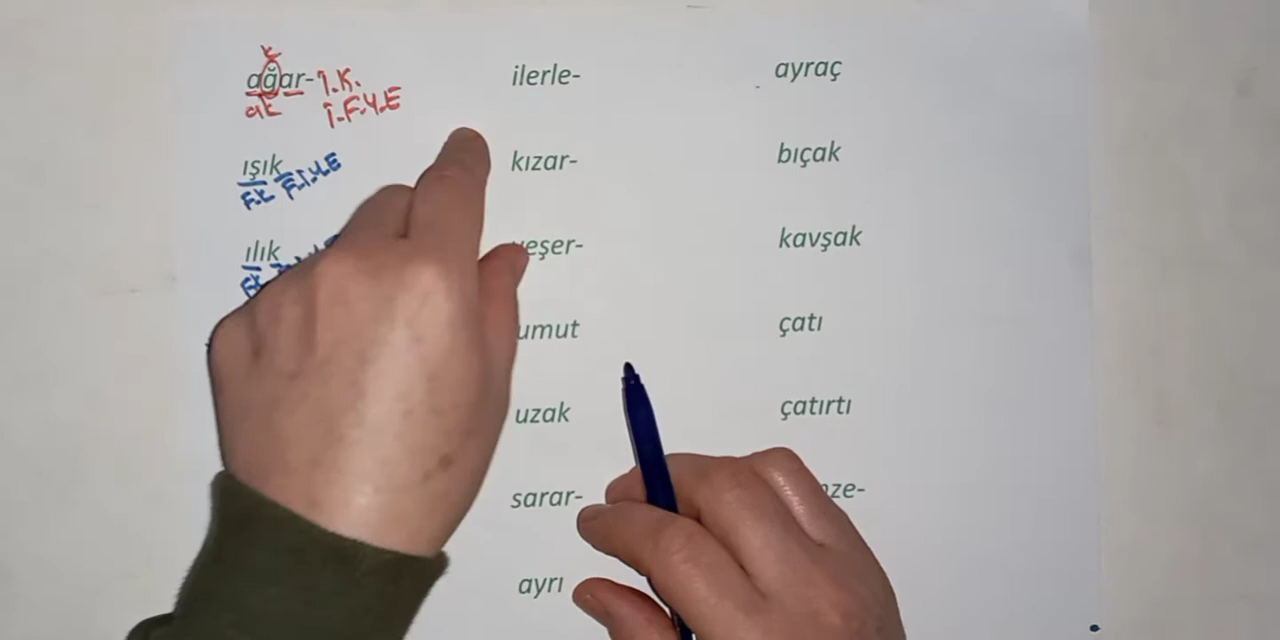 ağar- İ.K.
k
ak İ.F.Y.E
ışık
F.K F.İ.Y.E
ılık
F.K
ilerle-
kızar-
umut
uzak
sarar-
ayrı
ayraç
bıçak
kavşak
çatı
çatırtı